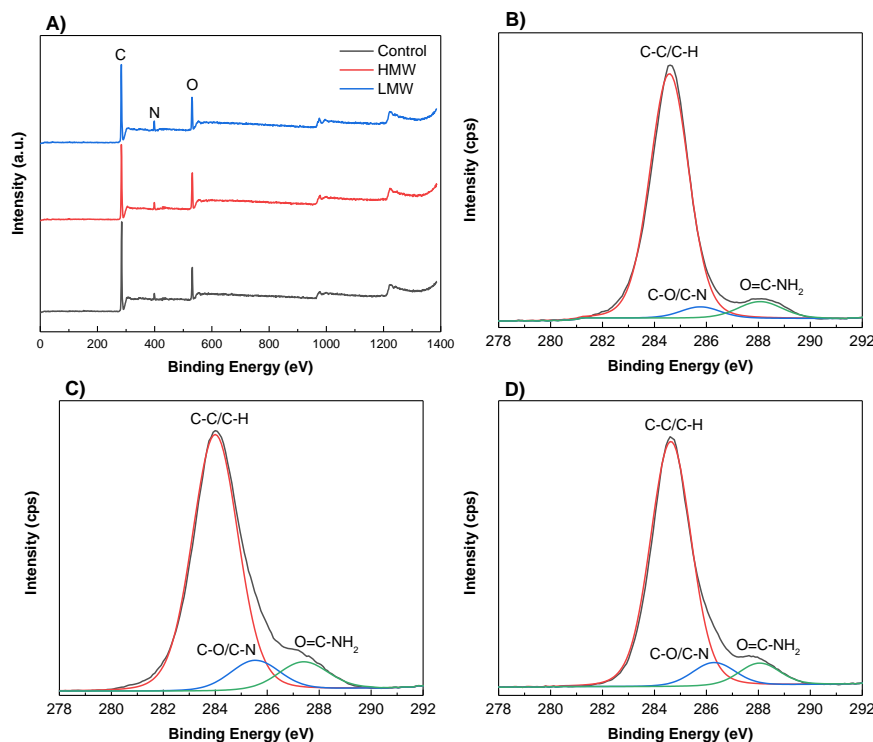 A)
Control
HMW
LMW
C
N
O
Intensity (a.u.)
0 200 400 600 800 1000 1200 1400
Binding Energy (eV)
B)
C-C/C-H
C-O/C-N
O=C-NH2
Intensity (cps)
278 280 282 284 286 288 290 292
Binding Energy (eV)
C)
C-C/C-H
C-O/C-N
O=C-NH2
Intensity (cps)
278 280 282 284 286 288 290 292
Binding Energy (eV)
D)
C-C/C-H
C-O/C-N
O=C-NH2
Intensity (cps)
278 280 282 284 286 288 290 292
Binding Energy (eV)